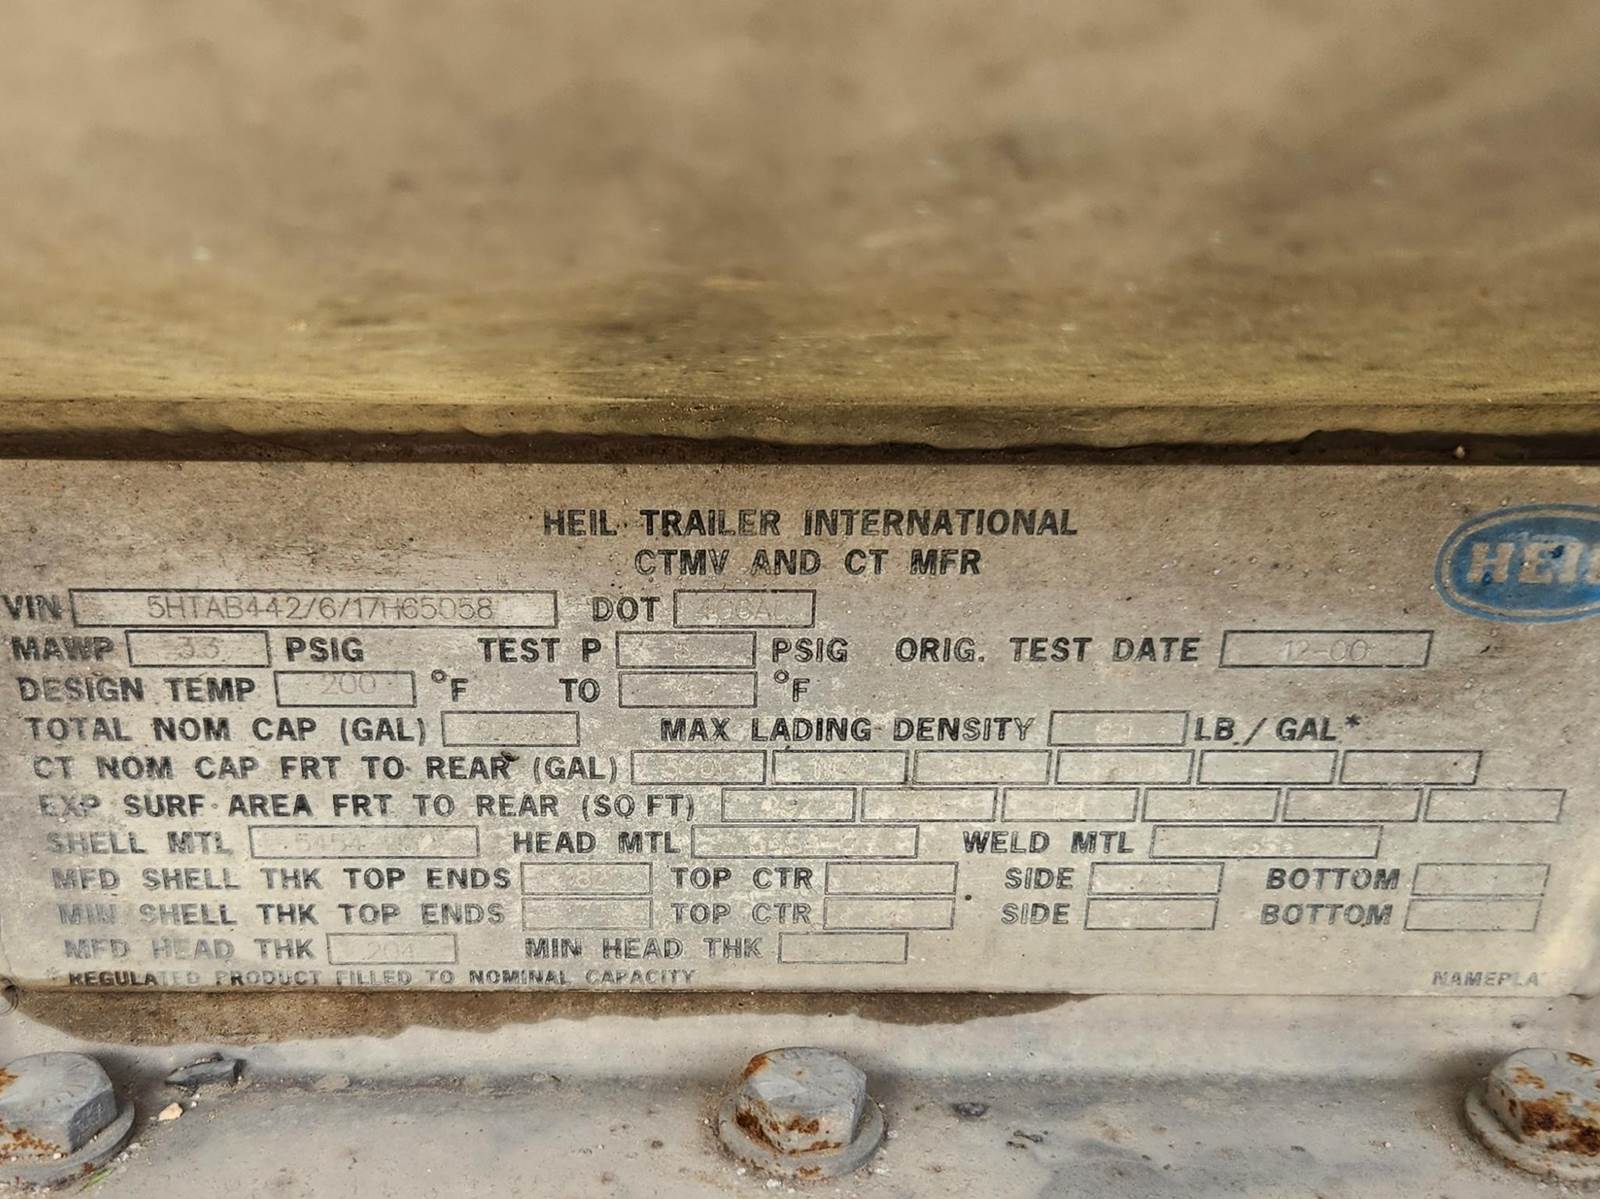 HEIL TRAILER INTERNATIONAL
CTMV AND CT MFR
HEIL
VIN 5HTAB442/6/17H65058 DOT
MAWP 3.3 PSIG TEST P PSIG ORIG. TEST DATE 12-00
DESIGN TEMP 200 °F TO °F
TOTAL NOM CAP (GAL) MAX LADING DENSITY LB./GAL*
CT NOM CAP FRT TO REAR (GAL)
EXP SURF AREA FRT TO REAR (SQ FT)
SHELL MTL HEAD MTL WELD MTL
MFD SHELL THK TOP ENDS TOP CTR SIDE BOTTOM
MIN SHELL THK TOP ENDS TOP CTR SIDE BOTTOM
MFD HEAD THK .204 MIN HEAD THK
REGULATED PRODUCT FILLED TO NOMINAL CAPACITY NAMEPLA